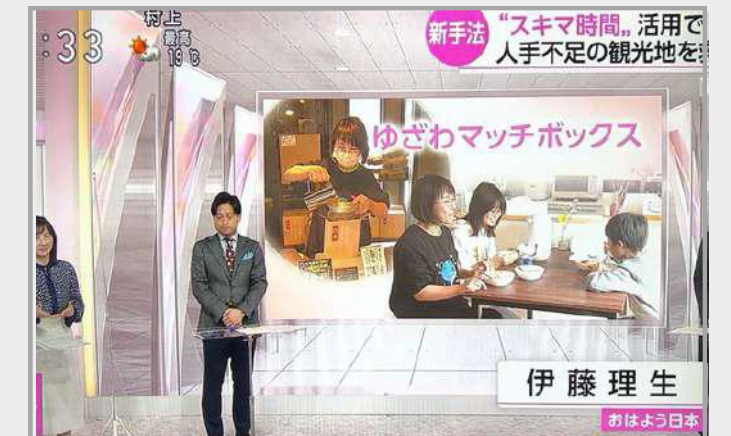 :33
村上
最高
19℃
新手法
“スキマ時間„活用で
人手不足の観光地を
ゆざわマッチボックス
伊藤理生
おはよう日本